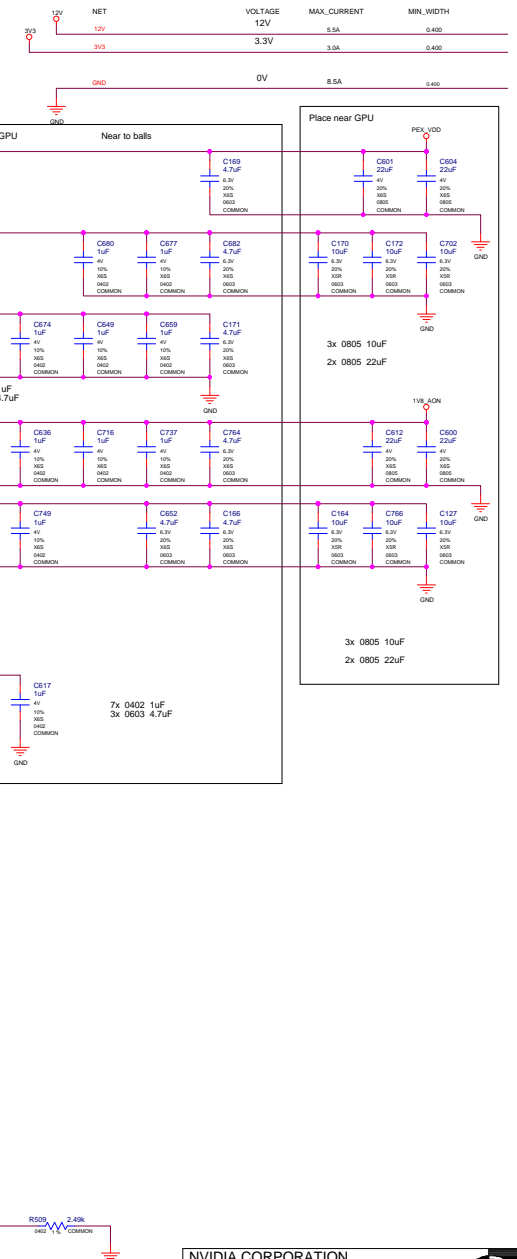 12V NET VOLTAGE MAX_CURRENT MIN_WIDTH
12V 12V 5.5A 0.400
3V3 3V3 3.3V 3.0A 0.400
GND 0V 8.5A 0.400
GND
GPU Near to balls
Place near GPU
PEX_VDD
C169 C601 C604
4.7uF 22uF 22uF
6.3V 4V 4V
20% 20% 20%
X6S X6S X6S
0603 0805 0805
COMMON COMMON COMMON
GND
C680 C677 C682 C170 C172 C702
1uF 1uF 4.7uF 10uF 10uF 10uF
4V 4V 6.3V 6.3V 6.3V 6.3V
10% 10% 20% 20% 20% 20%
X6S X6S X6S X5R X5R X5R
0402 0402 0603 0603 0603 0603
COMMON COMMON COMMON COMMON COMMON COMMON
GND
C674 C649 C659 C171
1uF 1uF 1uF 4.7uF
4V 4V 4V 6.3V
10% 10% 10% 20%
X6S X6S X6S X6S
0402 0402 0402 0603
COMMON COMMON COMMON COMMON
GND
3x 0805 10uF
2x 0805 22uF
uF
.7uF
1V8_AON
C636 C716 C737 C764 C612 C600
1uF 1uF 1uF 4.7uF 22uF 22uF
4V 4V 4V 6.3V 4V 4V
10% 10% 10% 20% 20% 20%
X6S X6S X6S X6S X6S X6S
0402 0402 0402 0603 0805 0805
COMMON COMMON COMMON COMMON COMMON COMMON
GND
C749 C652 C166 C164 C766 C127
1uF 4.7uF 4.7uF 10uF 10uF 10uF
4V 6.3V 6.3V 6.3V 6.3V 6.3V
10% 20% 20% 20% 20% 20%
X6S X6S X6S X5R X5R X5R
0402 0603 0603 0603 0603 0603
COMMON COMMON COMMON COMMON COMMON COMMON
GND
3x 0805 10uF
2x 0805 22uF
C617
1uF
4V
10%
X6S
0402
COMMON
GND
7x 0402 1uF
3x 0603 4.7uF
R509 2.49k
0402 1% COMMON
NVIDIA CORPORATION